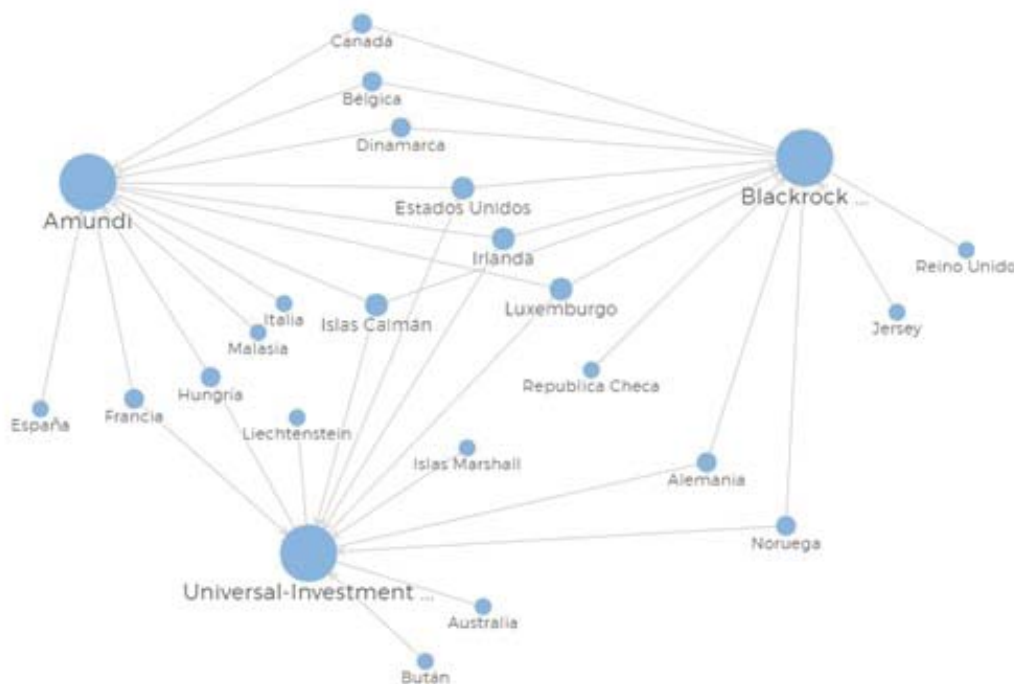 Canadá
Bélgica
Dinamarca
Amundi
Estados Unidos
Blackrock ...
Irlanda
Reino Unido
Italia
Islas Caimán
Luxemburgo
Jersey
Malasia
Republica Checa
Hungría
España
Francia
Liechtenstein
Islas Marshall
Alemania
Noruega
Universal-Investment ...
Australia
Bután